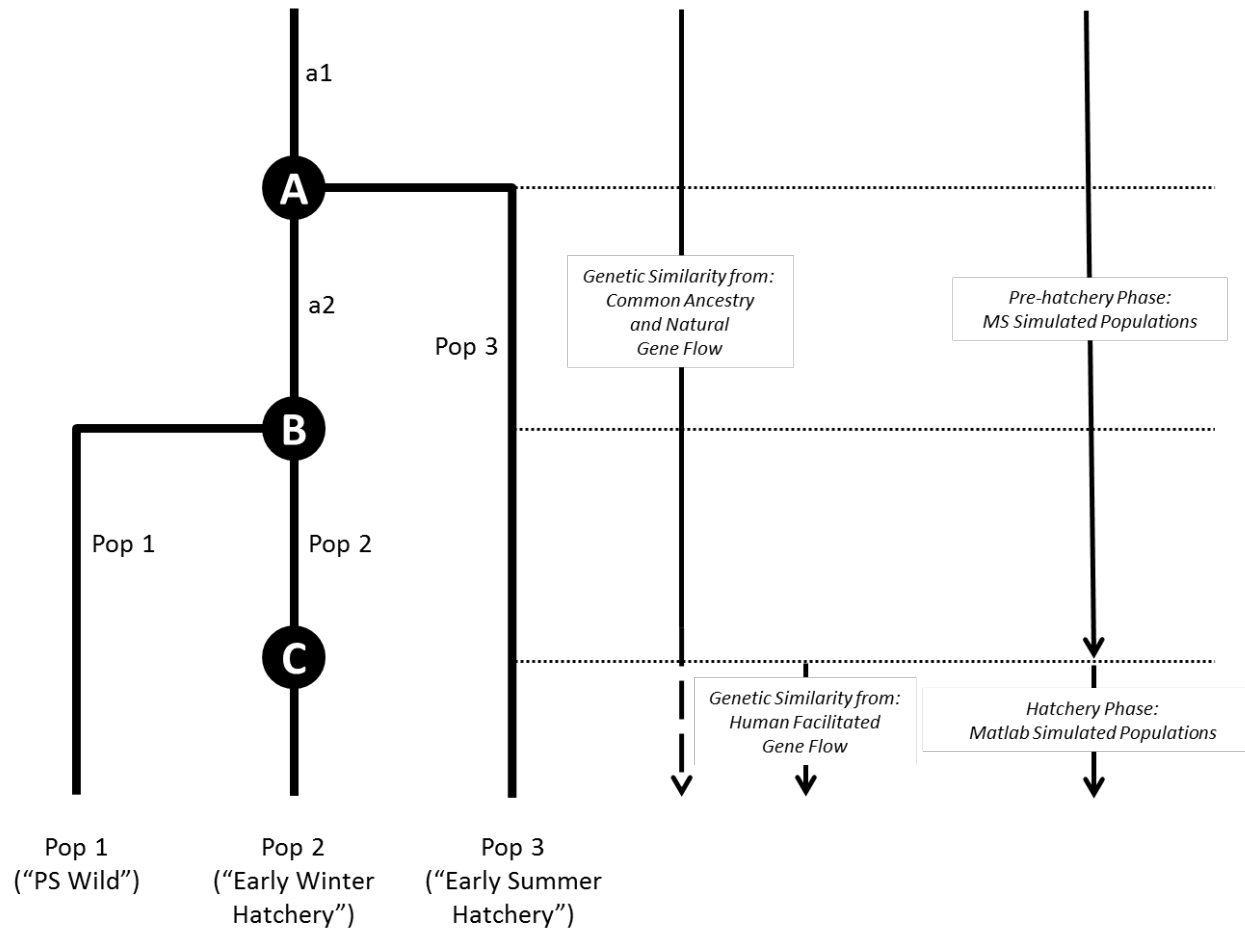 a1
A
a2
Genetic Similarity from:
Common Ancestry
and Natural
Gene Flow
Pre-hatchery Phase:
MS Simulated Populations
Pop 3
B
Pop 1
Pop 2
C
Genetic Similarity from:
Human Facilitated
Gene Flow
Hatchery Phase:
Matlab Simulated Populations
Pop 1
(“PS Wild”)
Pop 2
(“Early Winter
Hatchery”)
Pop 3
(“Early Summer
Hatchery”)